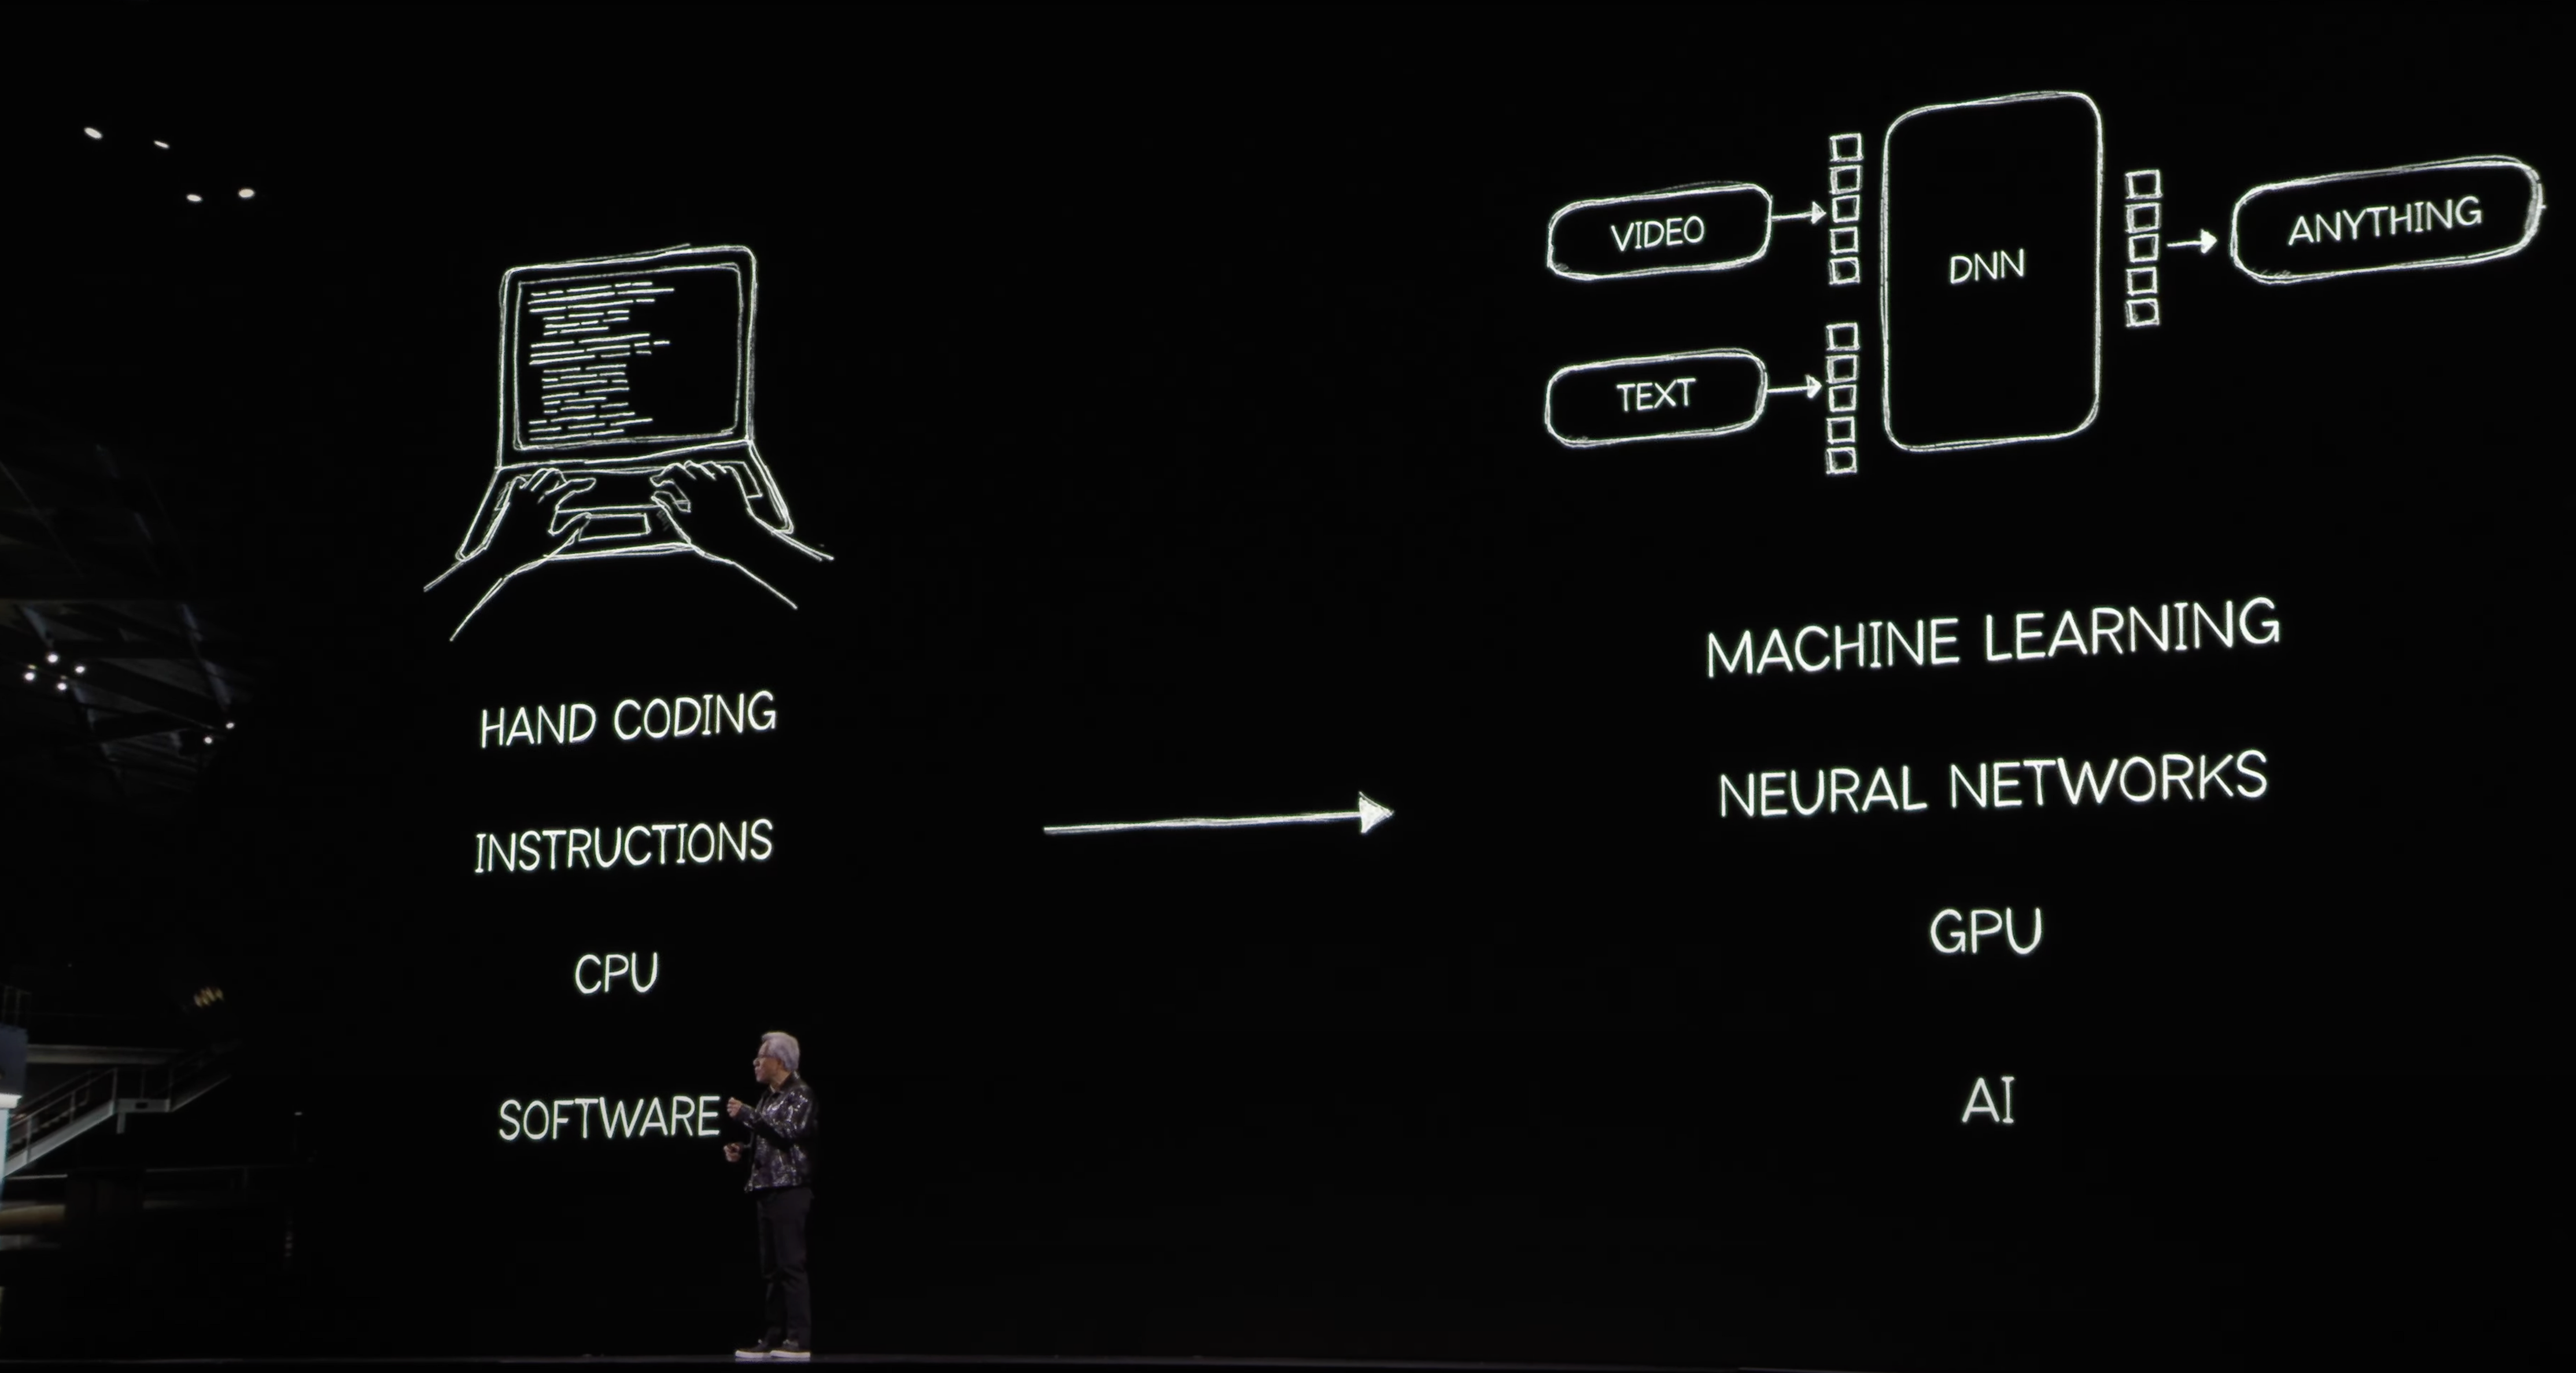 HAND CODING
INSTRUCTIONS
CPU
SOFTWARE
VIDEO
TEXT
DNN
ANYTHING
MACHINE LEARNING
NEURAL NETWORKS
GPU
AI